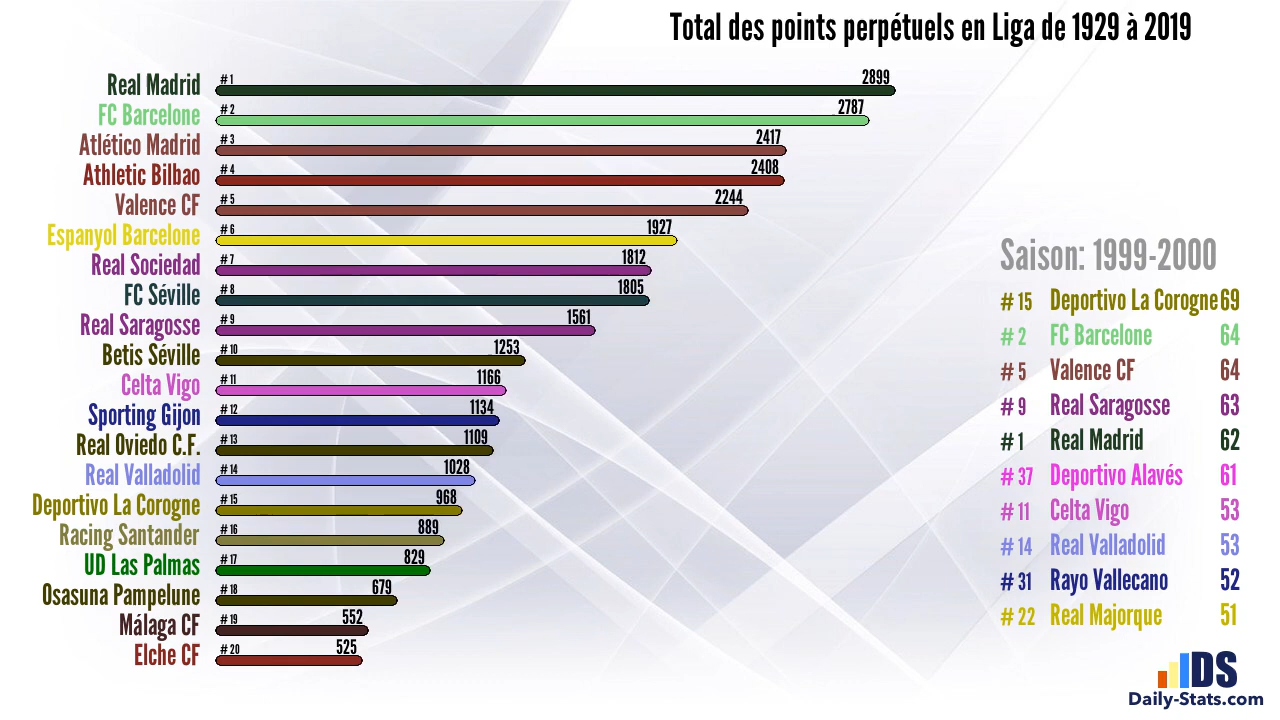 Total des points perpétuels en Liga de 1929 à 2019
Real Madrid #1 2899
FC Barcelone #2 2787
Atlético Madrid #3 2417
Athletic Bilbao #4 2408
Valence CF #5 2244
Espanyol Barcelone #6 1927
Real Sociedad #7 1812
FC Séville #8 1805
Real Saragosse #9 1561
Betis Séville #10 1253
Celta Vigo #11 1166
Sporting Gijon #12 1134
Real Oviedo C.F. #13 1109
Real Valladolid #14 1028
Deportivo La Corogne #15 968
Racing Santander #16 889
UD Las Palmas #17 829
Osasuna Pampelune #18 679
Málaga CF #19 552
Elche CF #20 525
Saison: 1999-2000
#15 Deportivo La Corogne 69
#2 FC Barcelone 64
#5 Valence CF 64
#9 Real Saragosse 63
#1 Real Madrid 62
#37 Deportivo Alavés 61
#11 Celta Vigo 53
#14 Real Valladolid 53
#31 Rayo Vallecano 52
#22 Real Majorque 51
DS
Daily-Stats.com